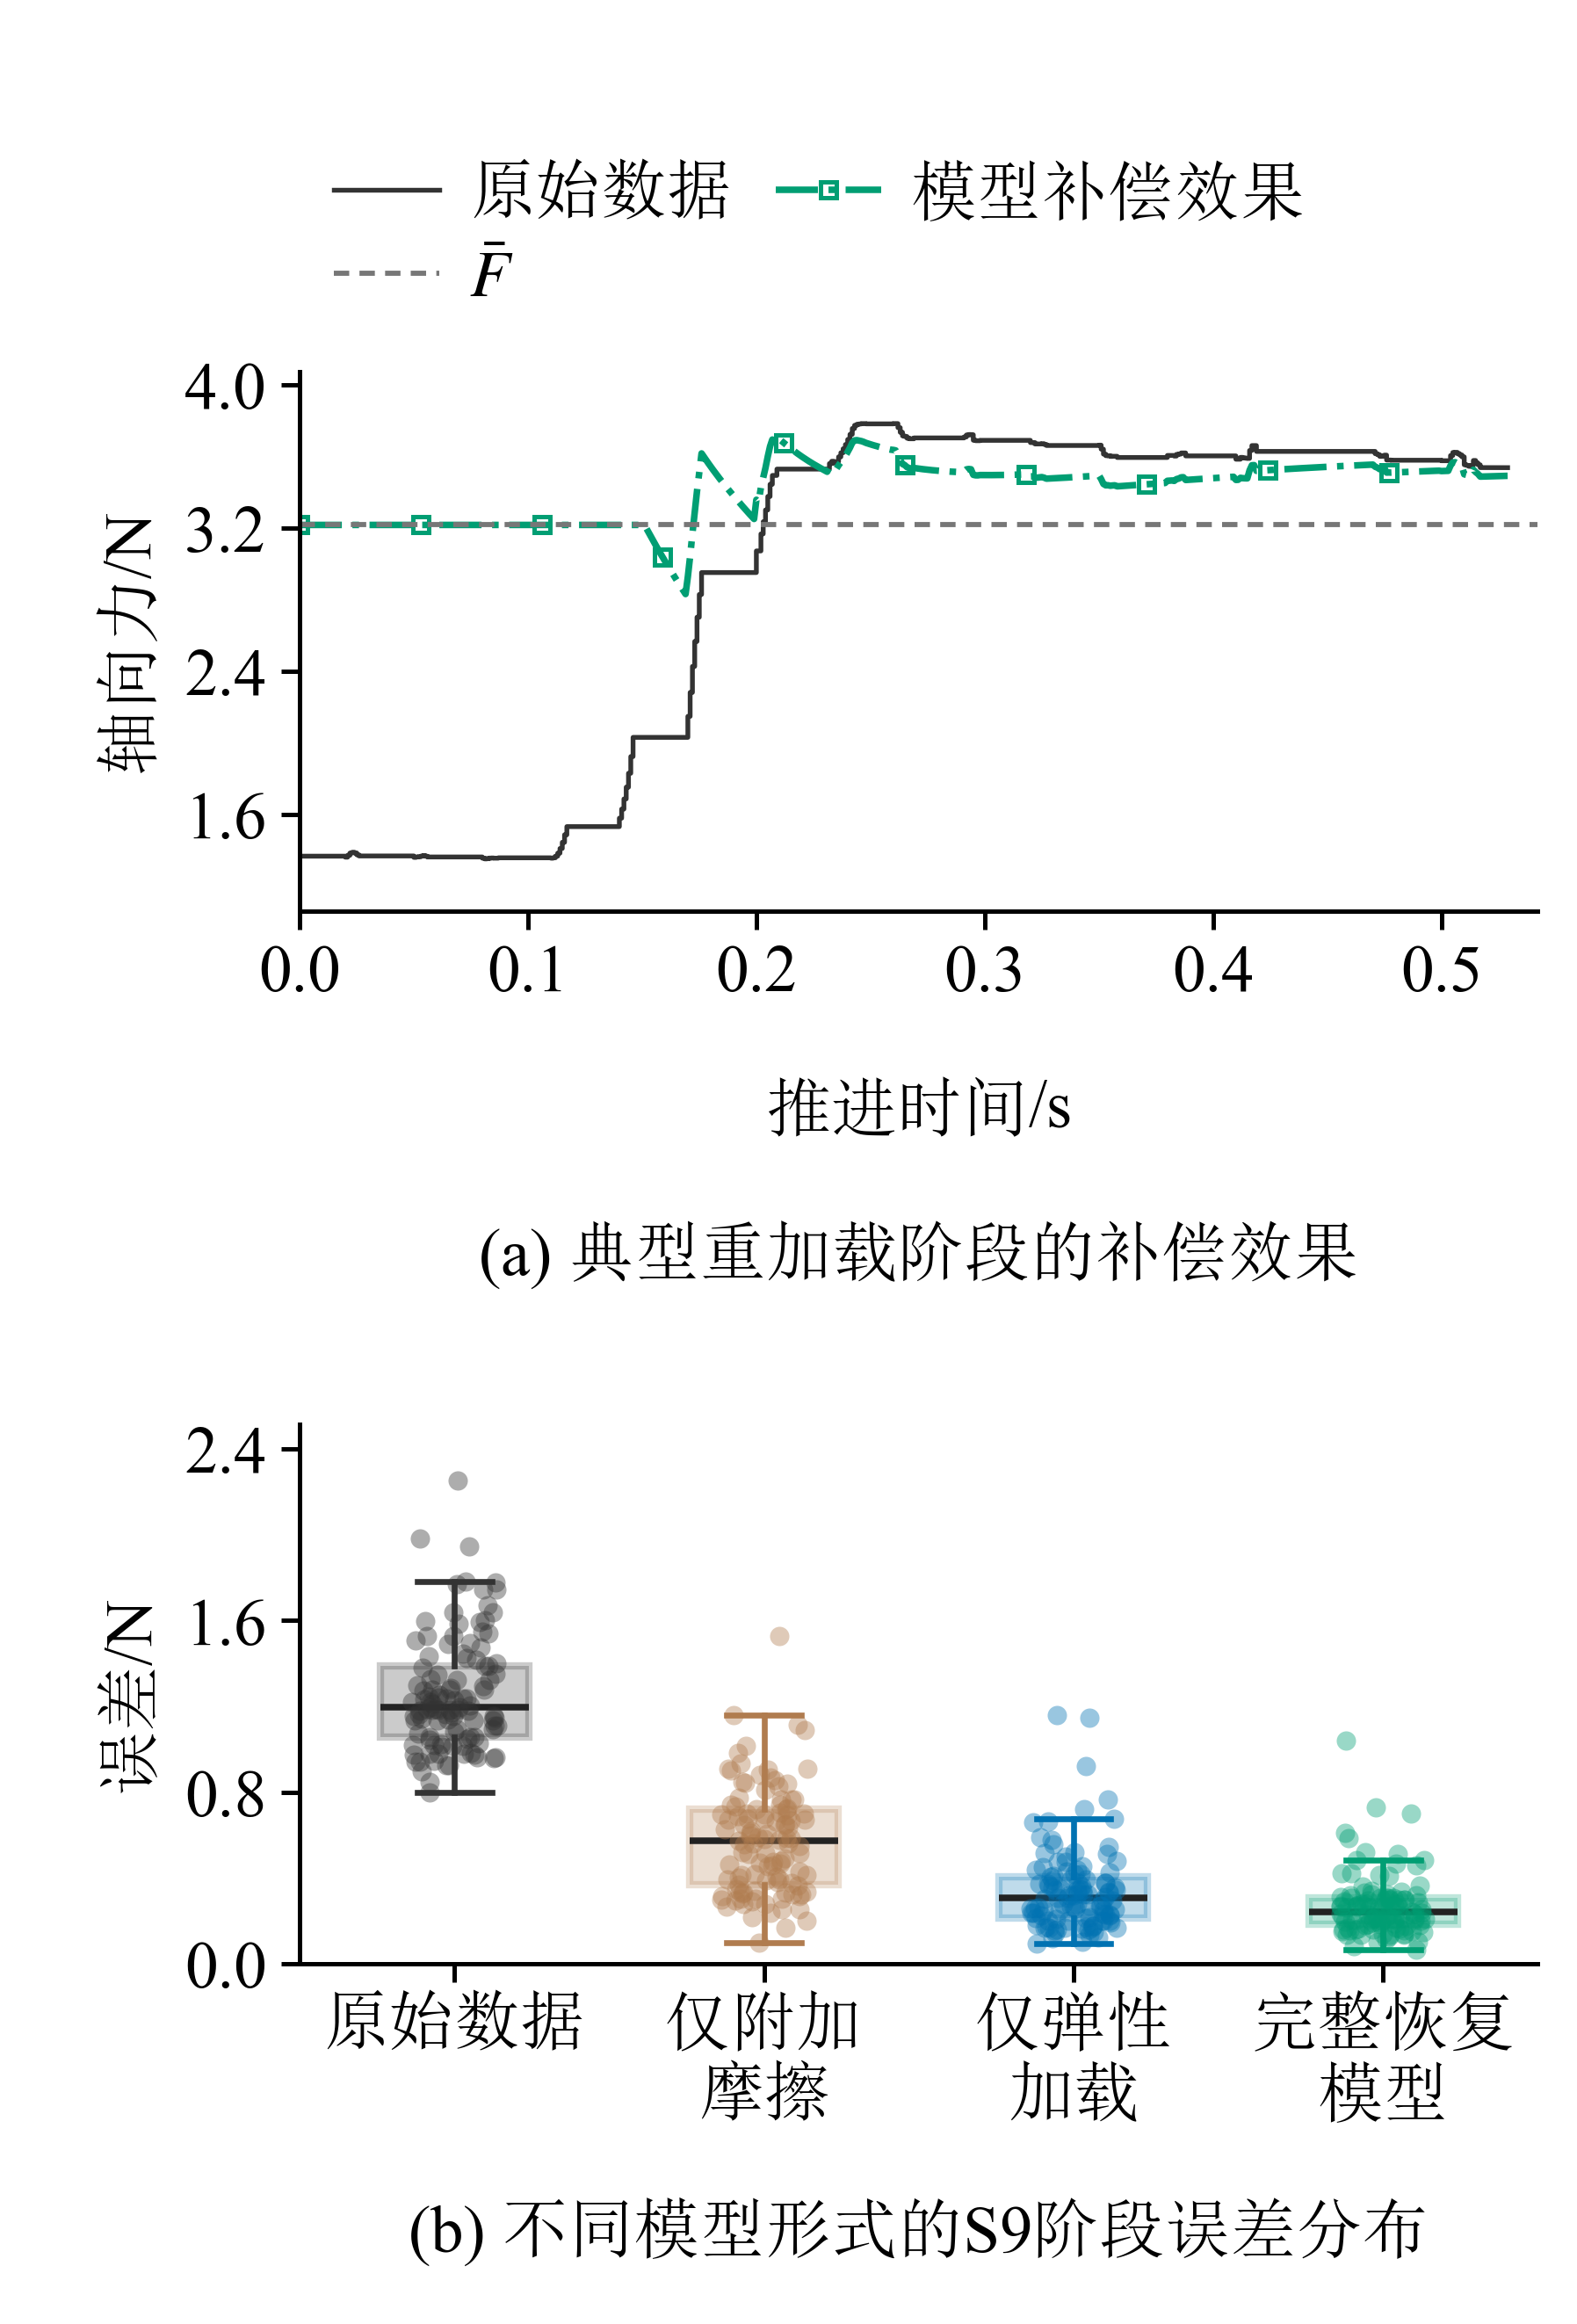 原始数据 模型补偿效果
F̄
4.0
3.2
2.4
1.6
轴向力/N
0.0 0.1 0.2 0.3 0.4 0.5
推进时间/s
(a) 典型重加载阶段的补偿效果
2.4
1.6
0.8
0.0
误差/N
原始数据 仅附加 仅弹性 完整恢复
摩擦 加载 模型
(b) 不同模型形式的S9阶段误差分布